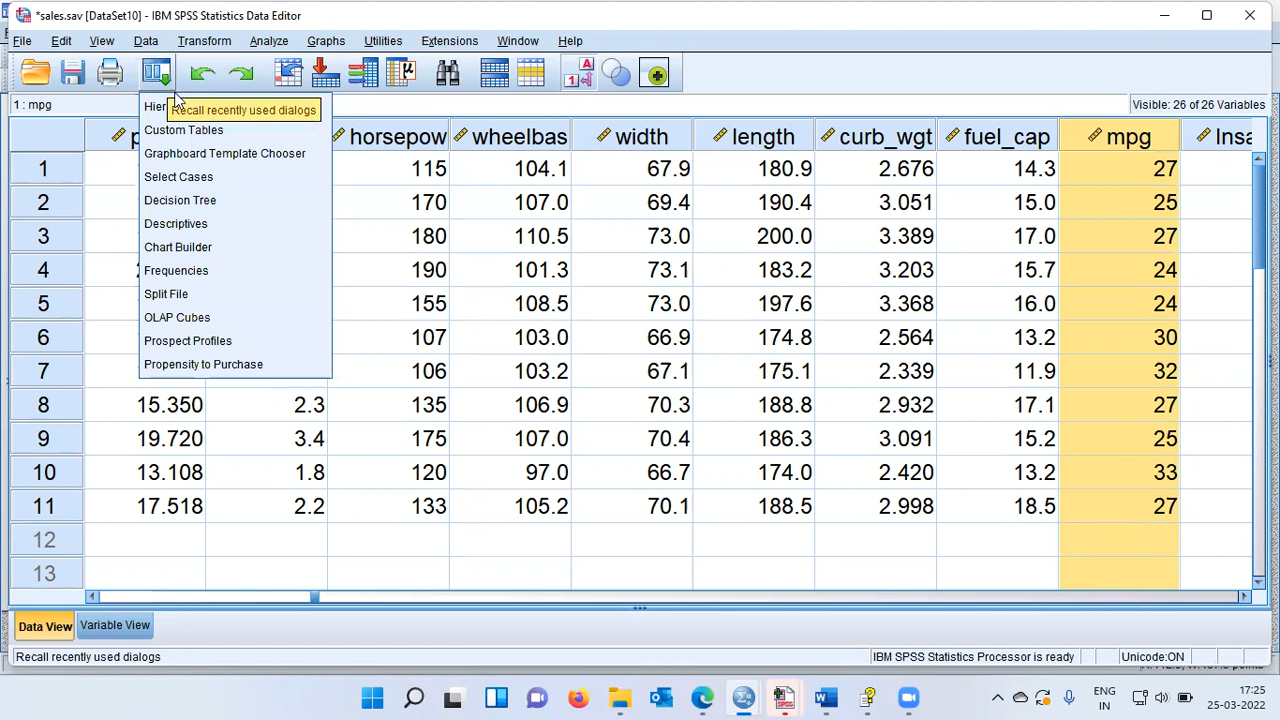 *sales.sav [DataSet10] - IBM SPSS Statistics Data Editor
File Edit View Data Transform Analyze Graphs Utilities Extensions Window Help
1 : mpg
Visible: 26 of 26 Variables
Hier
Recall recently used dialogs
Custom Tables
Graphboard Template Chooser
Select Cases
Decision Tree
Descriptives
Chart Builder
Frequencies
Split File
OLAP Cubes
Prospect Profiles
Propensity to Purchase
horsepow wheelbas width length curb_wgt fuel_cap mpg lnsa
1 115 104.1 67.9 180.9 2.676 14.3 27
2 170 107.0 69.4 190.4 3.051 15.0 25
3 180 110.5 73.0 200.0 3.389 17.0 27
4 190 101.3 73.1 183.2 3.203 15.7 24
5 155 108.5 73.0 197.6 3.368 16.0 24
6 107 103.0 66.9 174.8 2.564 13.2 30
7 106 103.2 67.1 175.1 2.339 11.9 32
8 15.350 2.3 135 106.9 70.3 188.8 2.932 17.1 27
9 19.720 3.4 175 107.0 70.4 186.3 3.091 15.2 25
10 13.108 1.8 120 97.0 66.7 174.0 2.420 13.2 33
11 17.518 2.2 133 105.2 70.1 188.5 2.998 18.5 27
12
13
Data View Variable View
Recall recently used dialogs
IBM SPSS Statistics Processor is ready
Unicode:ON
ENG
IN
17:25
25-03-2022